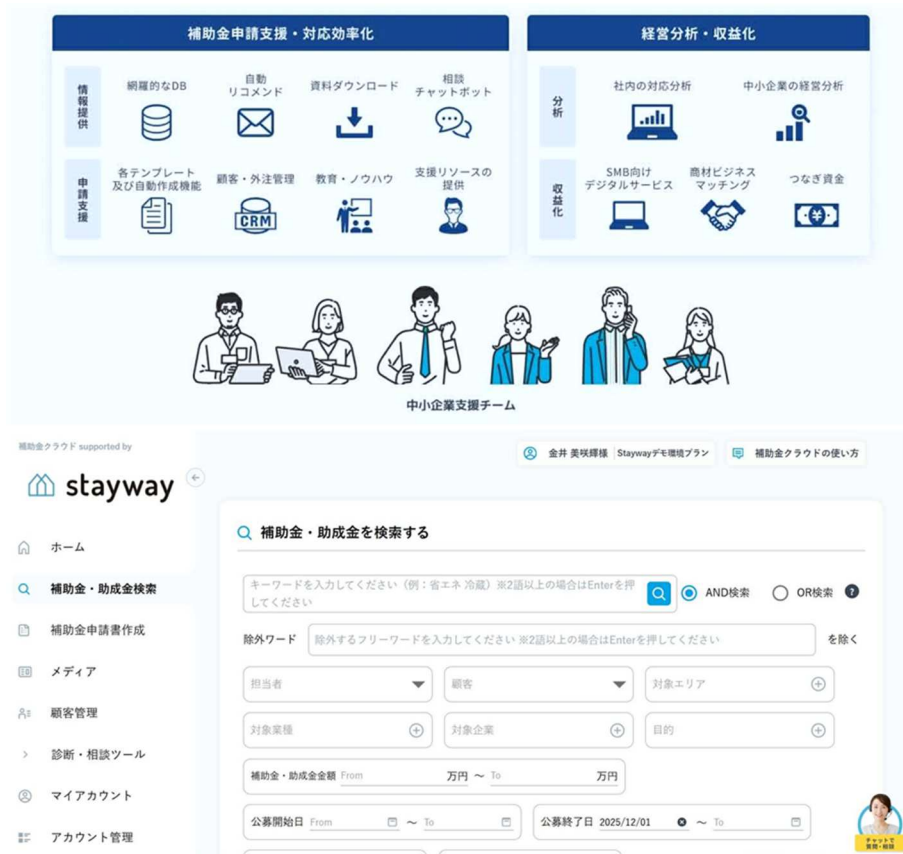 補助金申請支援・対応効率化
情報提供
網羅的なDB
自動
リコメンド
資料ダウンロード
相談
チャットボット
申請支援
各テンプレート
及び自動作成機能
顧客・外注管理
CRM
教育・ノウハウ
支援リソースの
提供
経営分析・収益化
分析
社内の対応分析
中小企業の経営分析
収益化
SMB向け
デジタルサービス
商材ビジネス
マッチング
つなぎ資金
¥
中小企業支援チーム
補助金クラウド supported by
stayway
金井 美咲輝様 Staywayデモ環境プラン
補助金クラウドの使い方
ホーム
補助金・助成金検索
補助金申請書作成
メディア
顧客管理
診断・相談ツール
マイアカウント
アカウント管理
補助金・助成金を検索する
キーワードを入力してください（例：省エネ 冷蔵）※2語以上の場合はEnterを押
してください
AND検索
OR検索
?
除外ワード 除外するフリーワードを入力してください ※2語以上の場合はEnterを押してください を除く
担当者
顧客
対象エリア
対象業種
対象企業
目的
補助金・助成金金額 From 万円 ～ To 万円
公募開始日 From ～ To
公募終了日 2025/12/01 ～ To
チャットで
質問・相談